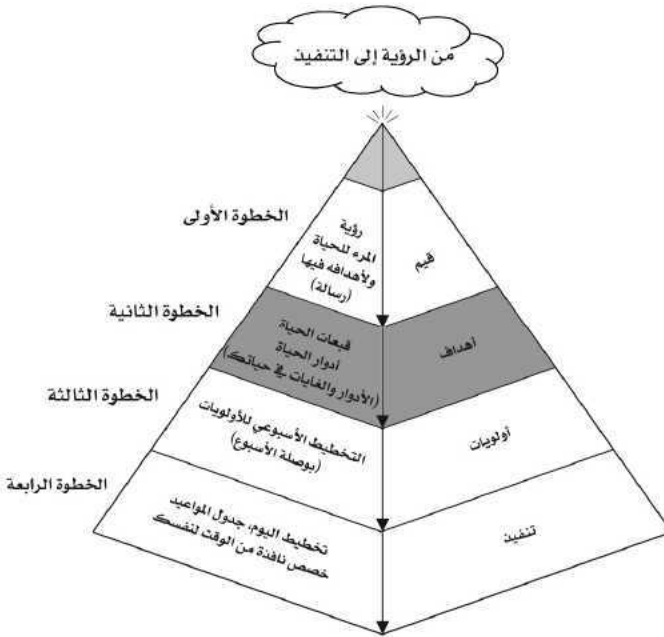 من الرؤية إلى التنفيذ
الخطوة الأولى
رؤية
المرء للحياة
ولأهدافه فيها
(رسالة)
قيم
الخطوة الثانية
قبعات الحياة
أدوار الحياة
(الأدوار والغايات في حياتك)
أهداف
الخطوة الثالثة
التخطيط الأسبوعي للأولويات
(بوصلة الأسبوع)
أولويات
الخطوة الرابعة
تخطيط اليوم، جدول المواعيد
خصص نافذة من الوقت لنفسك
تنفيذ